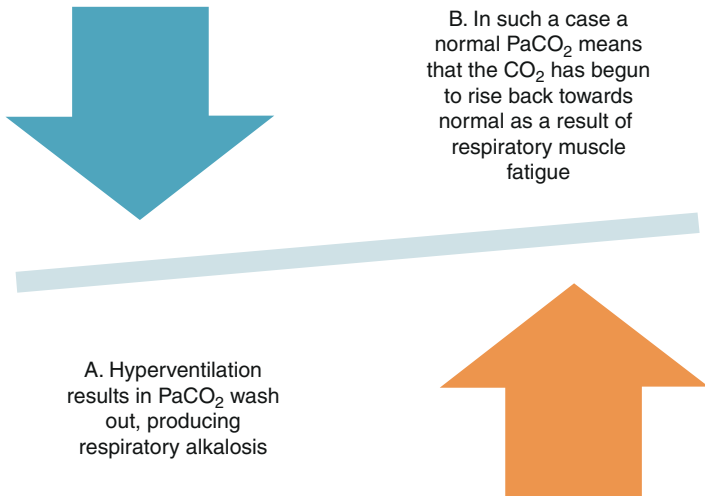 B. In such a case a
normal PaCO₂ means
that the CO₂ has begun
to rise back towards
normal as a result of
respiratory muscle
fatigue
A. Hyperventilation
results in PaCO₂ wash
out, producing
respiratory alkalosis